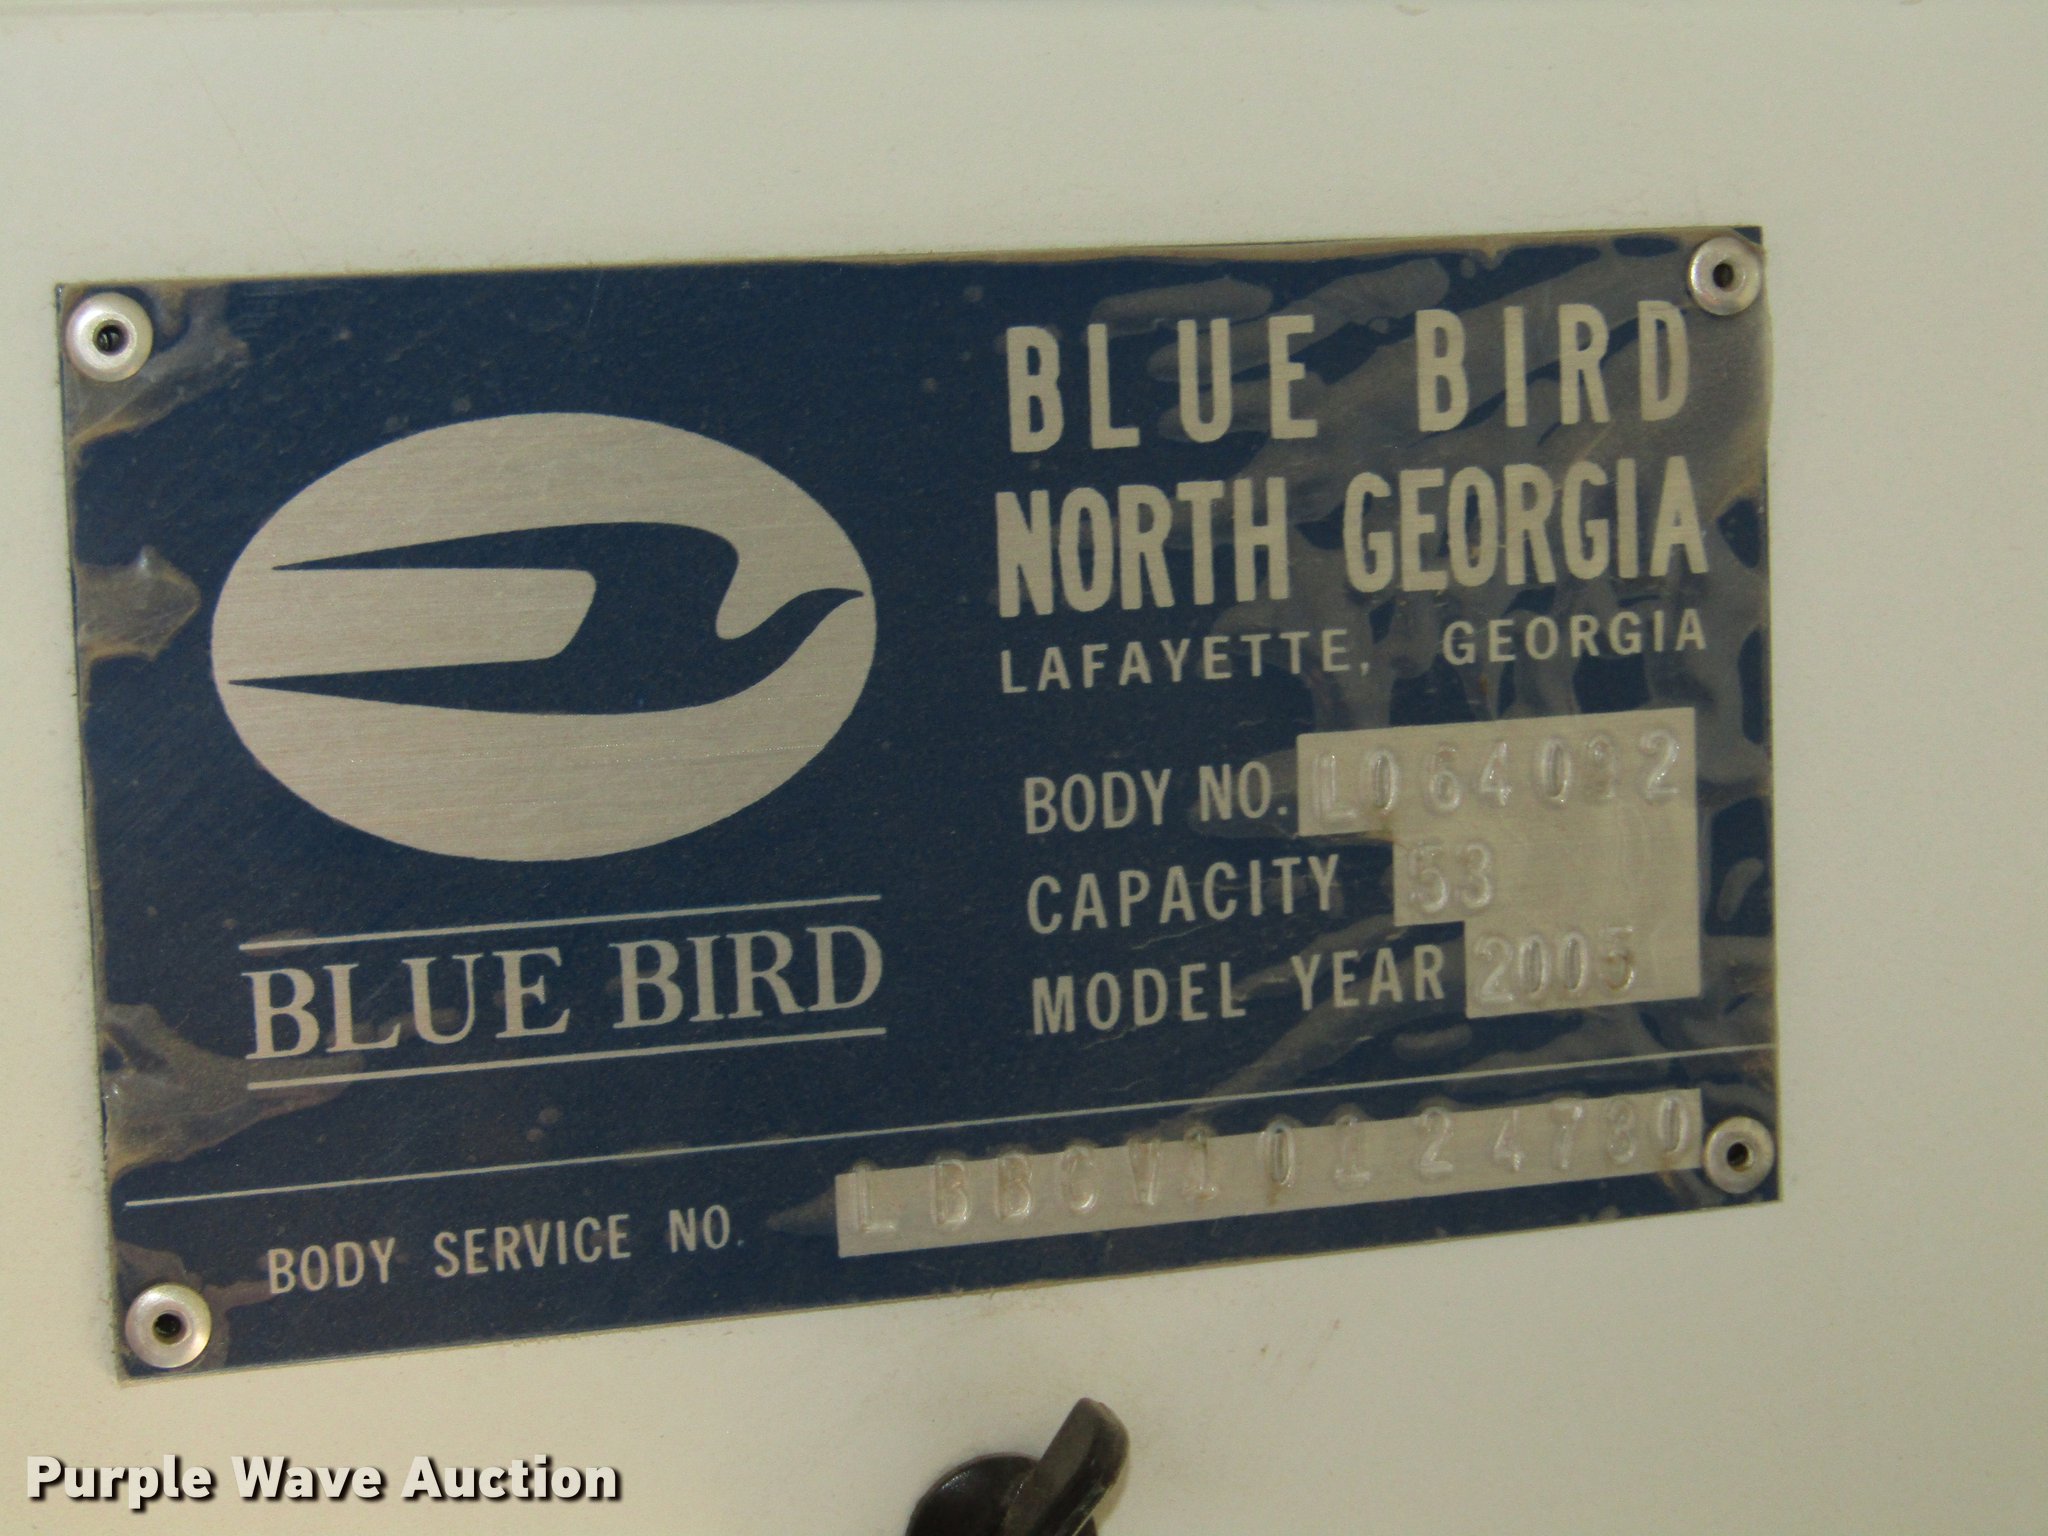 BLUE BIRD
NORTH GEORGIA
LAFAYETTE, GEORGIA
BODY NO. L064092
CAPACITY 53
MODEL YEAR 2005
BLUE BIRD
BODY SERVICE NO.
Purple Wave Auction